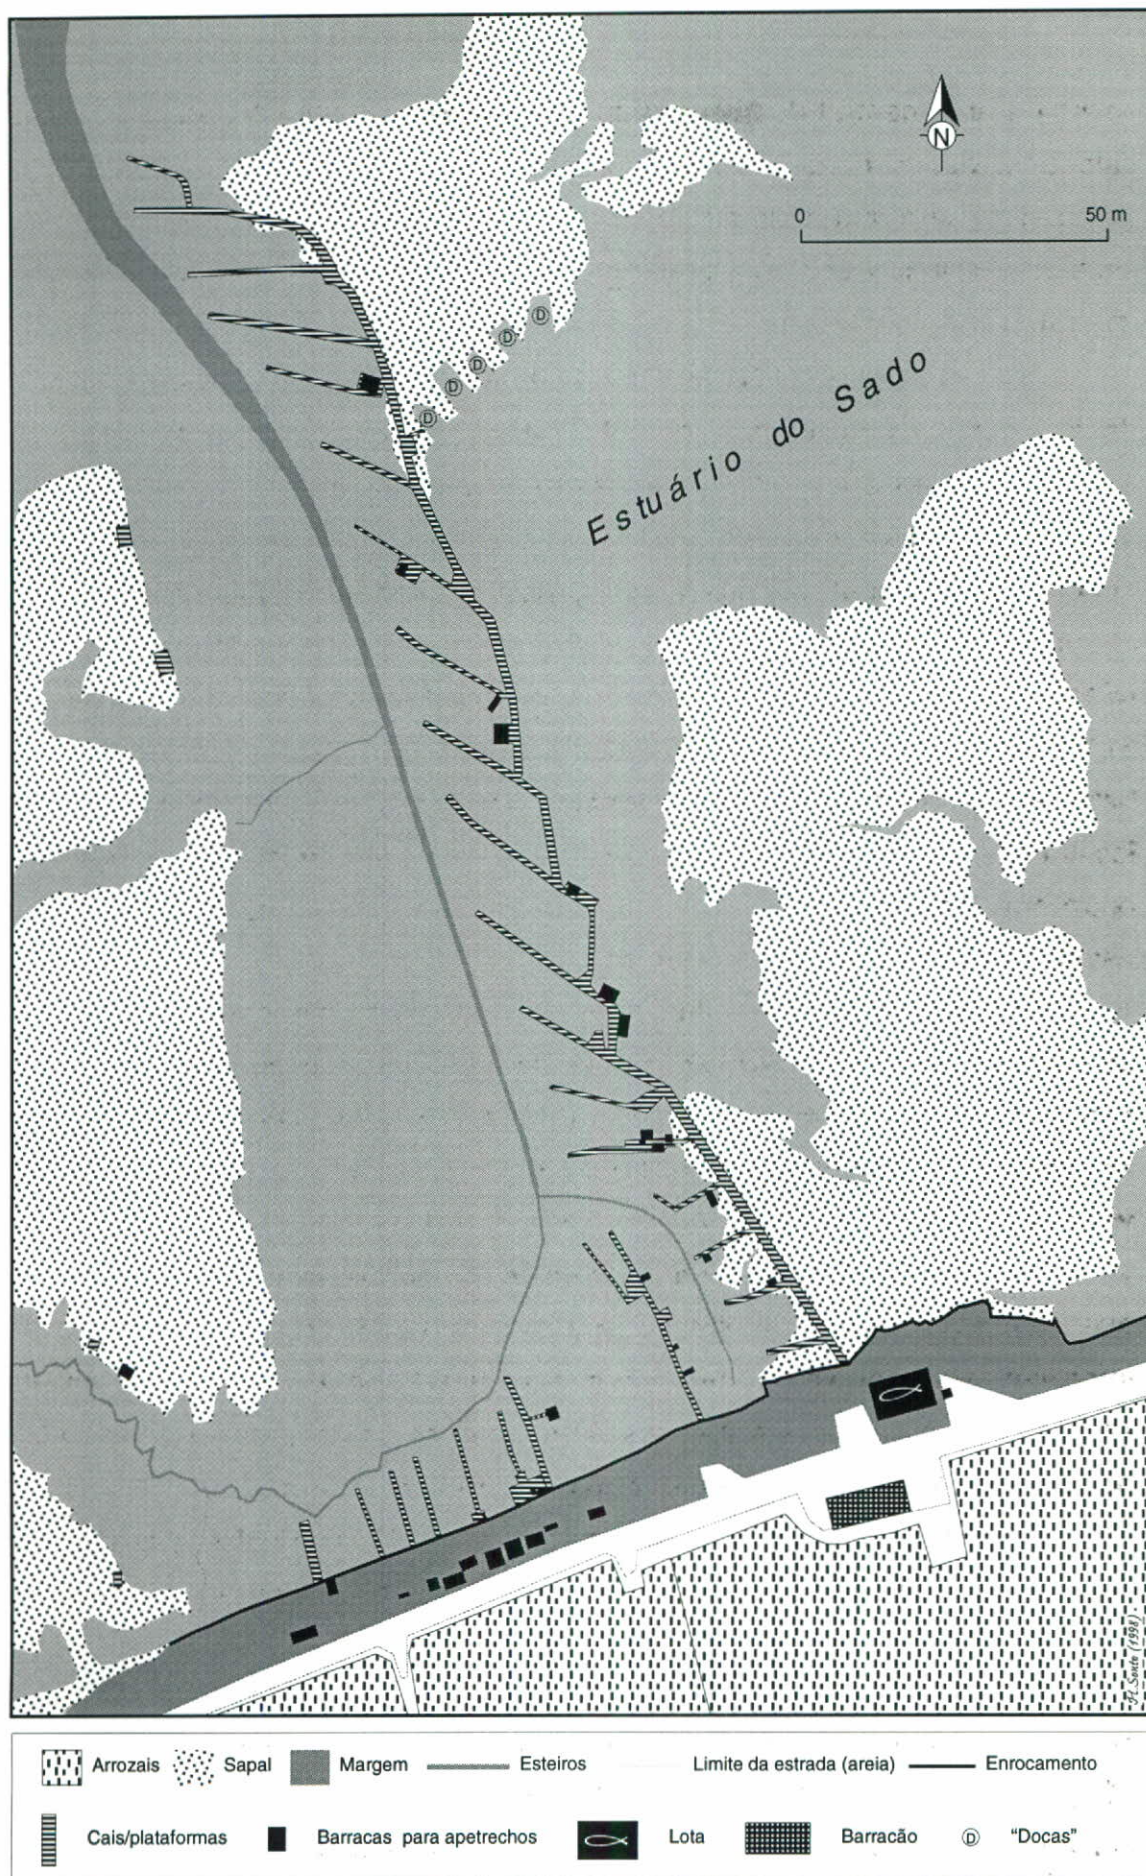 N
0 50 m
D
D
D
D
D
Estuário do Sado
Arrozais Sapal Margem Esteiros Limite da estrada (areia) Enrocamento
Cais/plataformas Barracas para apetrechos Lota Barracão D "Docas"